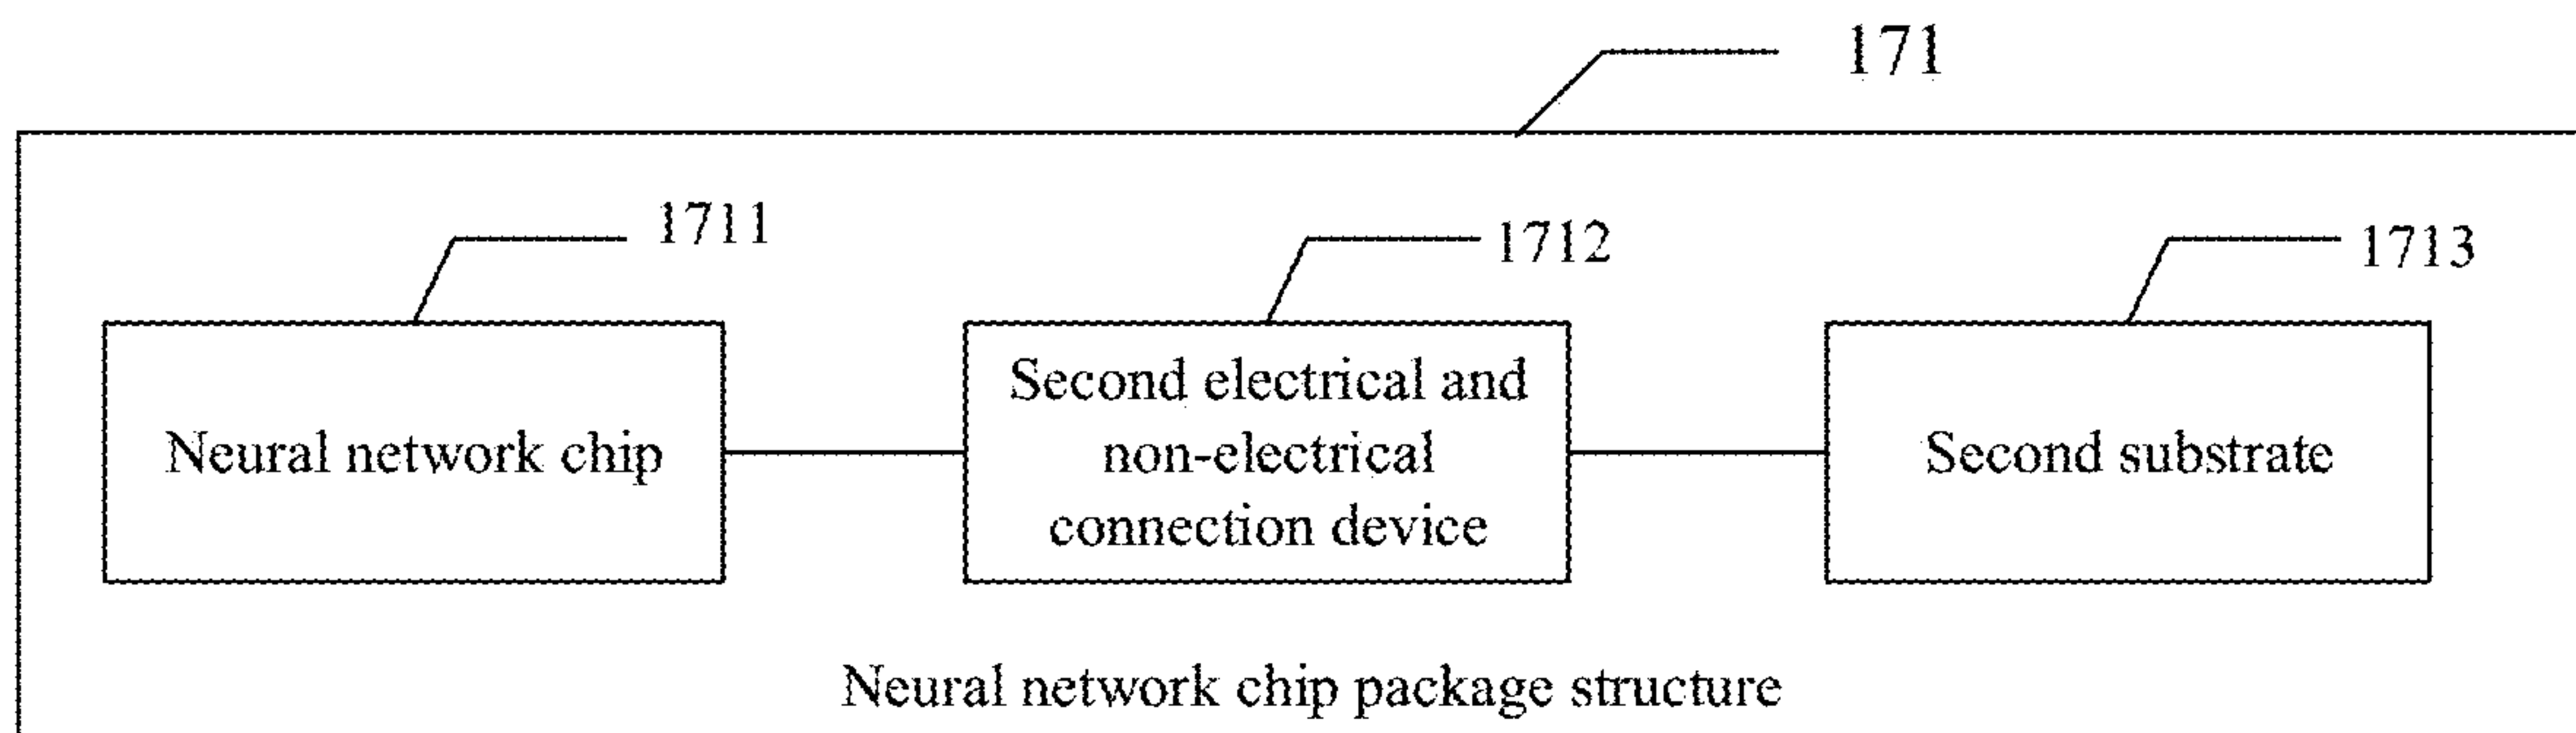 171
1711
1712
1713
Neural network chip
Second electrical and
non-electrical
connection device
Second substrate
Neural network chip package structure